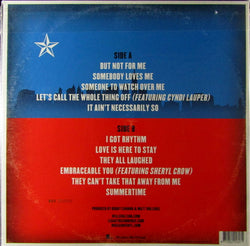 SIDE A
BUT NOT FOR ME
SOMEBODY LOVES ME
SOMEONE TO WATCH OVER ME
LET'S CALL THE WHOLE THING OFF (FEATURING CYNDI LAUPER)
IT AIN'T NECESSARILY SO
SIDE B
I GOT RHYTHM
LOVE IS HERE TO STAY
THEY ALL LAUGHED
EMBRACEABLE YOU (FEATURING SHERYL CROW)
THEY CAN'T TAKE THAT AWAY FROM ME
SUMMERTIME